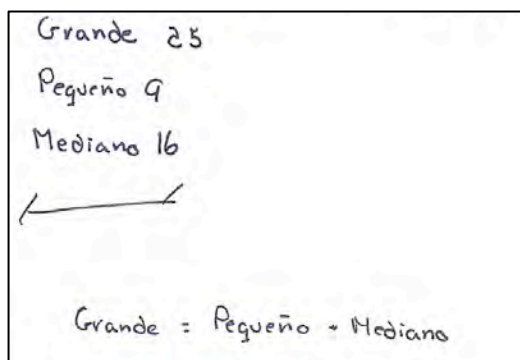 Grande 25
Pequeño 9
Mediano 16
Grande = Pequeño + Mediano